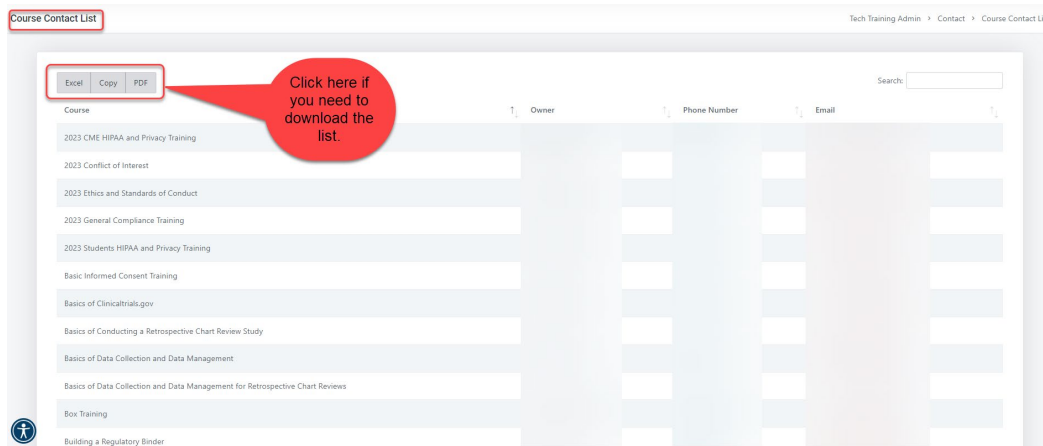 Course Contact List
Tech Training Admin > Contact > Course Contact Li
Excel Copy PDF
Click here if
you need to
download the
list.
Search:
Course Owner Phone Number Email
2023 CME HIPAA and Privacy Training
2023 Conflict of Interest
2023 Ethics and Standards of Conduct
2023 General Compliance Training
2023 Students HIPAA and Privacy Training
Basic Informed Consent Training
Basics of Clinicaltrials.gov
Basics of Conducting a Retrospective Chart Review Study
Basics of Data Collection and Data Management
Basics of Data Collection and Data Management for Retrospective Chart Reviews
Box Training
Building a Regulatory Binder